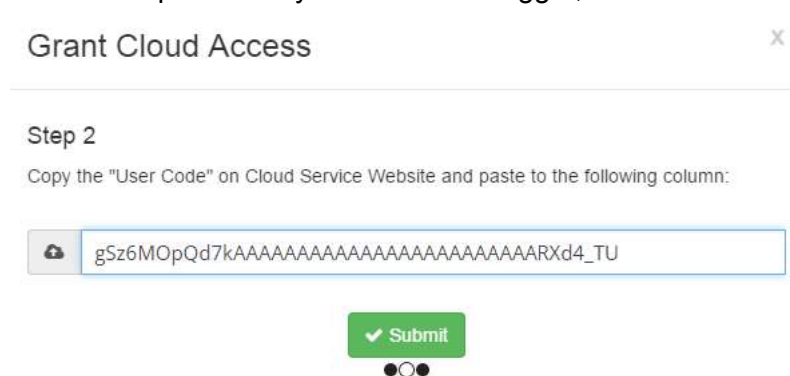 Grant Cloud Access
x
Step 2
Copy the "User Code" on Cloud Service Website and paste to the following column:
gSz6MOpQd7kAAAAAAAAAAAAAAAAAAAAAAAARXd4_TU
Submit